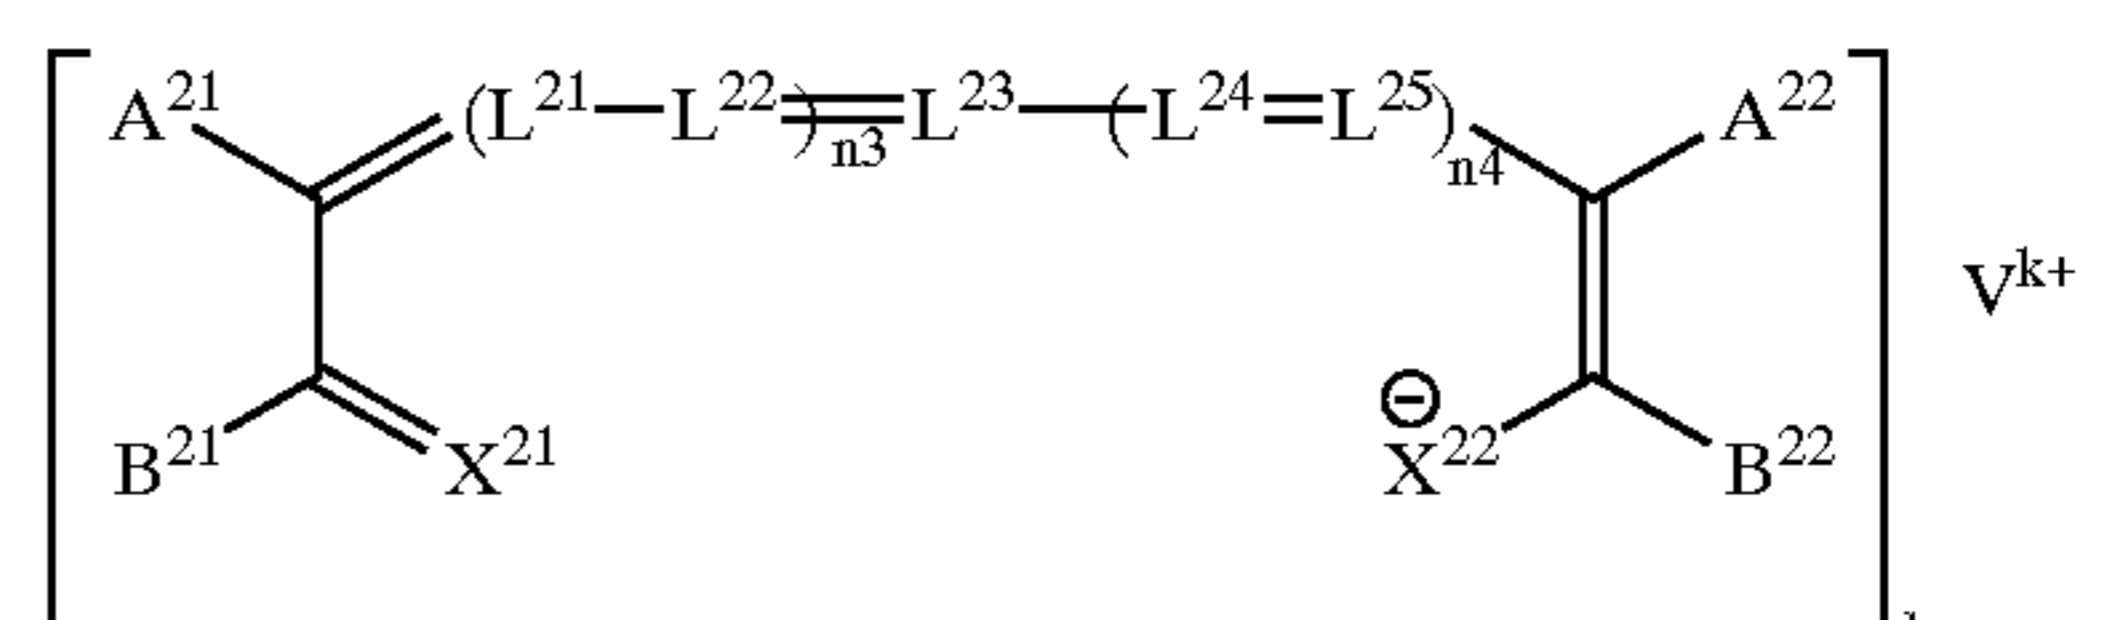 A²¹ (L²¹—L²²)ₙ₃=L²³—(L²⁴=L²⁵)ₙ₄ A²²
Vᵏ⁺
⊖
B²¹ X²¹ X²² B²²